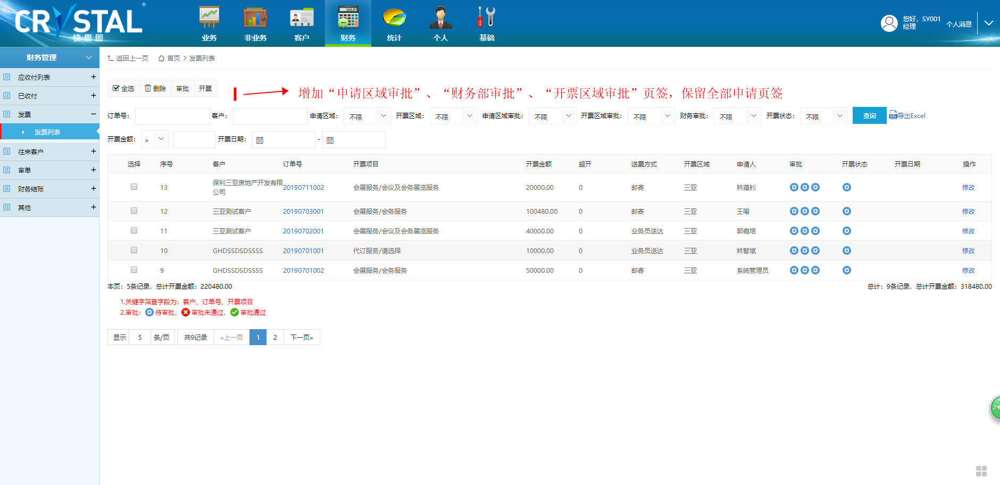 CRYSTAL ®
快思图
业务 非业务 客户 财务 统计 个人 基础
您好，SY001
经理
个人消息
财务管理
应收付列表 +
已收付 +
发票 −
发票列表
往来客户 +
审单 +
财务结账 +
其他 +
返回上一页 首页 > 发票列表
全选 删除 审批 开票
增加“申请区域审批”、“财务部审批”、“开票区域审批”页签，保留全部申请页签
订单号： 客户： 申请区域： 不限 开票区域： 不限 申请区域审批： 不限 开票区域审批： 不限 财务审批： 不限 开票状态： 不限 查询 导出Excel
开票金额： > 开票日期： -
选择 序号 客户 订单号 开票项目 开票金额 超开 送票方式 开票区域 申请人 审批 开票状态 开票日期 操作
13 保利三亚房地产开发有限公司 20190711002 会展服务/会议及会务展览服务 20000.00 0 邮寄 三亚 林蕴钊 修改
12 三亚测试客户 20190703001 会展服务/会务服务 100480.00 0 邮寄 三亚 王喻 修改
11 三亚测试客户 20190702001 会展服务/会议及会务展览服务 40000.00 0 业务员送达 三亚 郭嘉培 修改
10 GHDSSDSDSSSS 20190701001 代订服务/请选择 10000.00 0 业务员送达 三亚 林智斌 修改
9 GHDSSDSDSSSS 20190701002 会展服务/会务服务 50000.00 0 邮寄 三亚 系统管理员 修改
本页：5条记录，总计开票金额：220480.00 总计：9条记录，总计开票金额：318480.00
1.关键字筛查字段为：客户、订单号、开票项目
2.审批： 待审批， 审批未通过， 审批通过
显示 5 条/页 共9记录 «上一页 1 2 下一页»
24